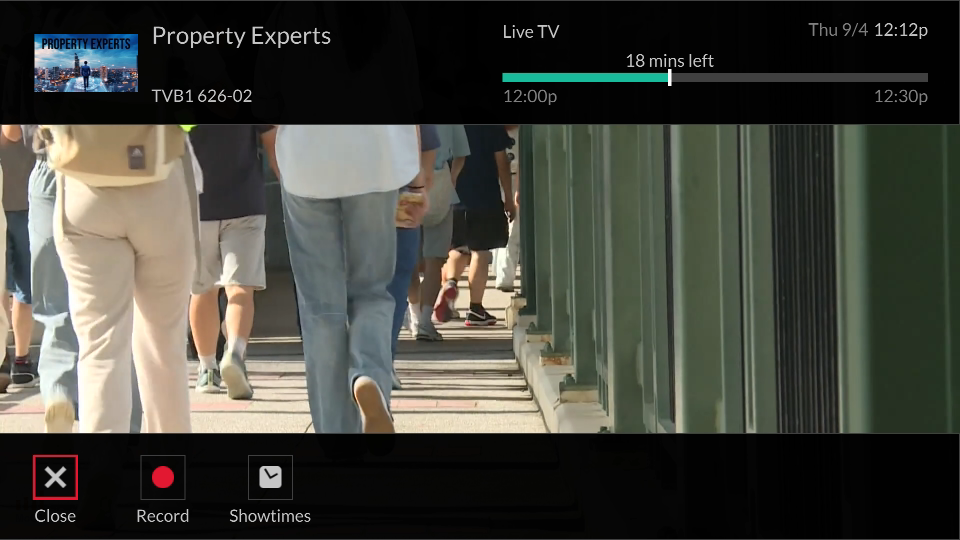 PROPERTY EXPERTS
Property Experts
TVB1 626-02
Live TV
Thu 9/4 12:12p
18 mins left
12:00p
12:30p
Close
Record
Showtimes